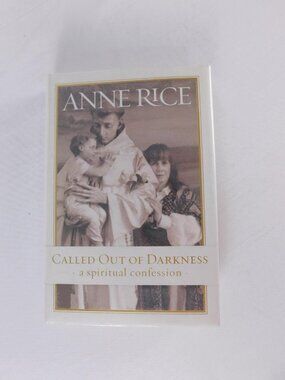 ANNE RICE
CALLED OUT OF DARKNESS
- a spiritual confession -